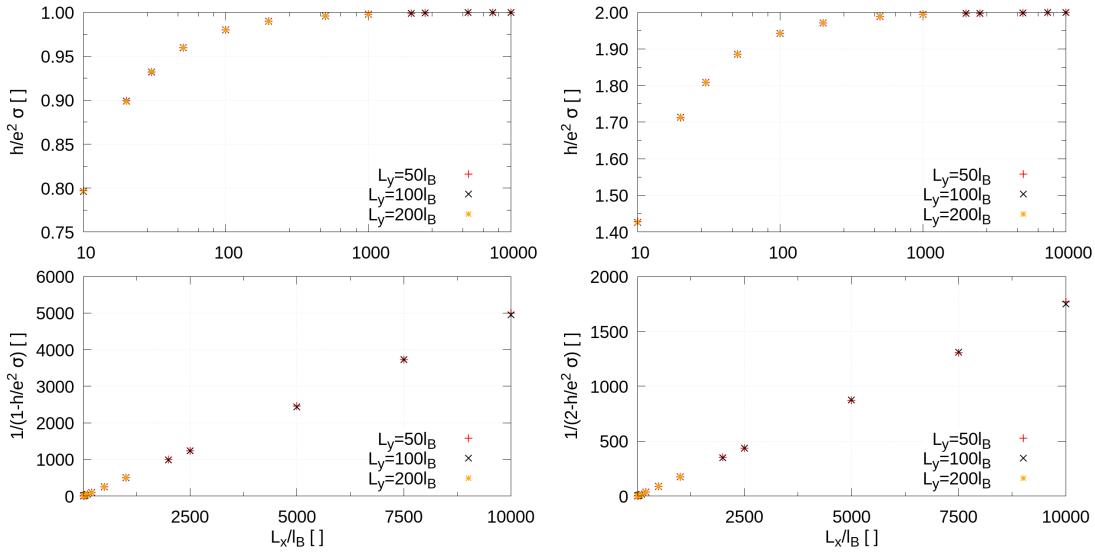 1.00
0.95
0.90
0.85
0.80
0.75
h/e² σ [ ]
10
100
1000
10000
L_y=50l_B
L_y=100l_B
L_y=200l_B
2.00
1.90
1.80
1.70
1.60
1.50
1.40
h/e² σ [ ]
10
100
1000
10000
L_y=50l_B
L_y=100l_B
L_y=200l_B
6000
5000
4000
3000
2000
1000
0
1/(1-h/e² σ) [ ]
2500
5000
7500
10000
L_x/l_B [ ]
L_y=50l_B
L_y=100l_B
L_y=200l_B
2000
1500
1000
500
0
1/(2-h/e² σ) [ ]
2500
5000
7500
10000
L_x/l_B [ ]
L_y=50l_B
L_y=100l_B
L_y=200l_B